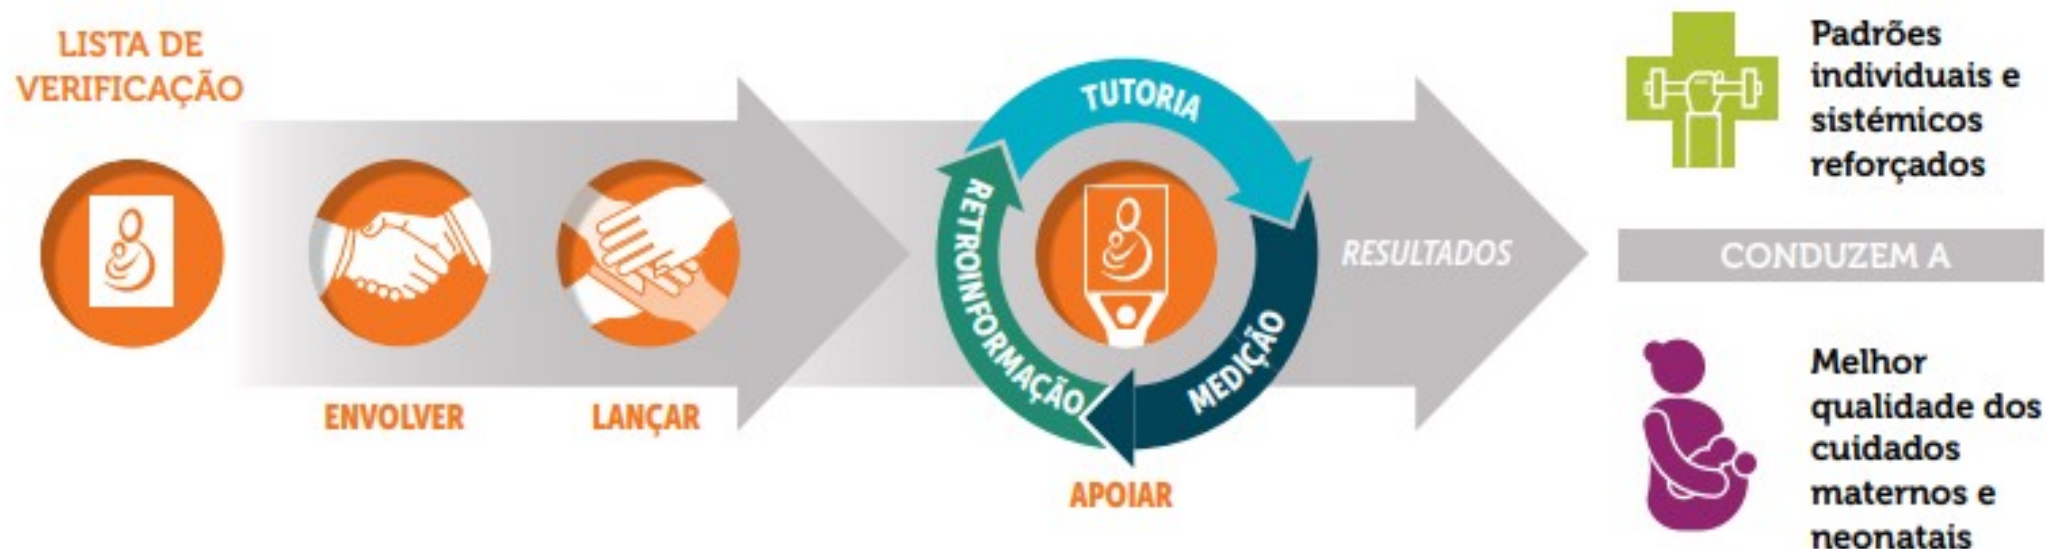 LISTA DE
VERIFICAÇÃO
ENVOLVER
LANÇAR
TUTORIA
MEDIÇÃO
RETROINFORMAÇÃO
APOIAR
RESULTADOS
Padrões
individuais e
sistémicos
reforçados
CONDUZEM A
Melhor
qualidade dos
cuidados
maternos e
neonatais